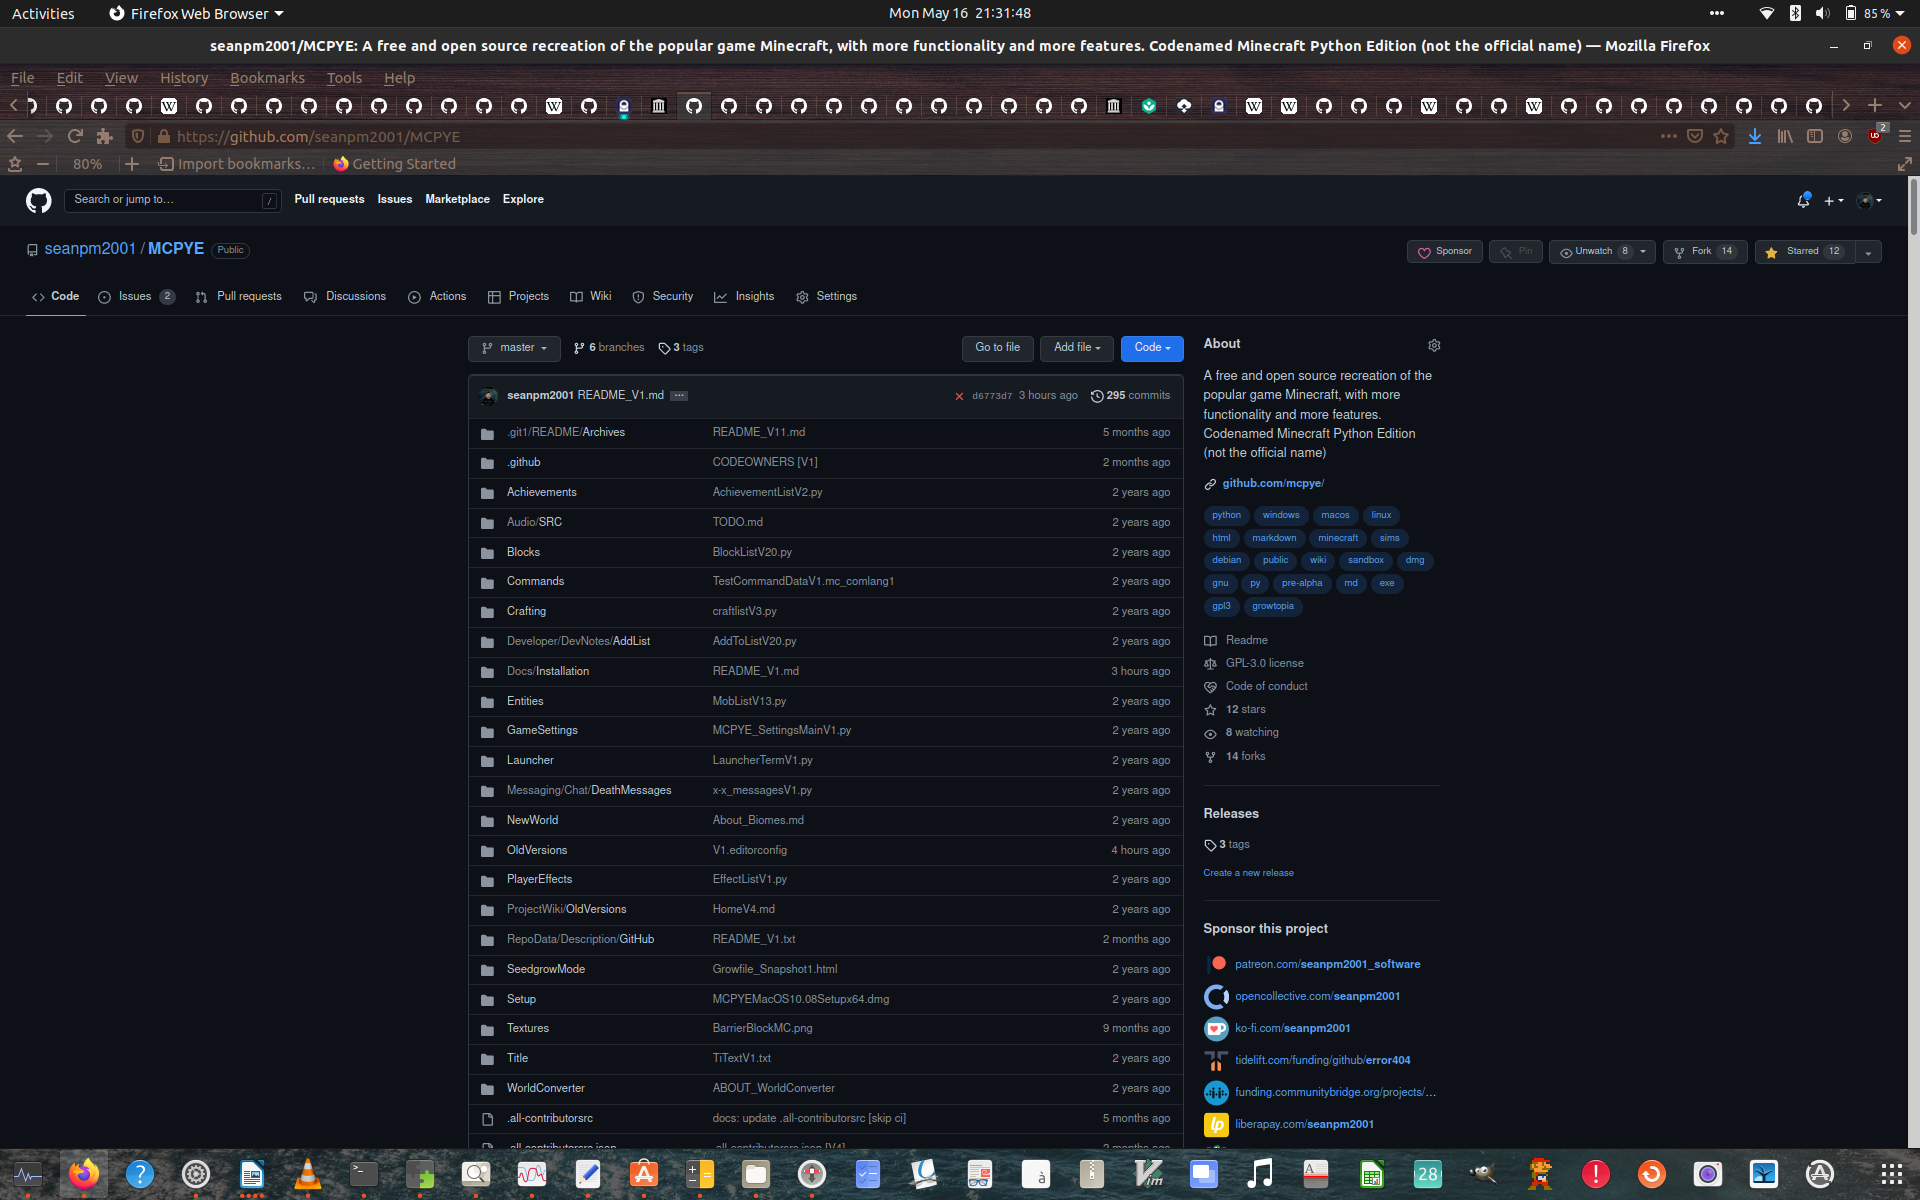 Activities Firefox Web Browser Mon May 16 21:31:48 85 %
seanpm2001/MCPYE: A free and open source recreation of the popular game Minecraft, with more functionality and more features. Codenamed Minecraft Python Edition (not the official name) — Mozilla Firefox
File Edit View History Bookmarks Tools Help
https://github.com/seanpm2001/MCPYE 2
80% Import bookmarks... Getting Started
Search or jump to... / Pull requests Issues Marketplace Explore
seanpm2001 / MCPYE Public Sponsor Pin Unwatch 8 Fork 14 Starred 12
Code Issues 2 Pull requests Discussions Actions Projects Wiki Security Insights Settings
master 6 branches 3 tags Go to file Add file Code
seanpm2001 README_V1.md ... d6773d7 3 hours ago 295 commits
.git1/README/Archives README_V11.md 5 months ago
.github CODEOWNERS [V1] 2 months ago
Achievements AchievementListV2.py 2 years ago
Audio/SRC TODO.md 2 years ago
Blocks BlockListV20.py 2 years ago
Commands TestCommandDataV1.mc_comlang1 2 years ago
Crafting craftlistV3.py 2 years ago
Developer/DevNotes/AddList AddToListV20.py 2 years ago
Docs/Installation README_V1.md 3 hours ago
Entities MobListV13.py 2 years ago
GameSettings MCPYE_SettingsMainV1.py 2 years ago
Launcher LauncherTermV1.py 2 years ago
Messaging/Chat/DeathMessages x-x_messagesV1.py 2 years ago
NewWorld About_Biomes.md 2 years ago
OldVersions V1.editorconfig 4 hours ago
PlayerEffects EffectListV1.py 2 years ago
ProjectWiki/OldVersions HomeV4.md 2 years ago
RepoData/Description/GitHub README_V1.txt 2 months ago
SeedgrowMode Growfile_Snapshot1.html 2 years ago
Setup MCPYEMacOS10.08Setupx64.dmg 2 years ago
Textures BarrierBlockMC.png 9 months ago
Title TiTextV1.txt 2 years ago
WorldConverter ABOUT_WorldConverter 2 years ago
.all-contributorsrc docs: update .all-contributorsrc [skip ci] 5 months ago
.all-contributorsrc.json .all-contributorsrc.json [V4] 2 months ago
About
A free and open source recreation of the
popular game Minecraft, with more
functionality and more features.
Codenamed Minecraft Python Edition
(not the official name)
github.com/mcpye/
python windows macos linux
html markdown minecraft sims
debian public wiki sandbox dmg
gnu py pre-alpha md exe
gpl3 growtopia
Readme
GPL-3.0 license
Code of conduct
12 stars
8 watching
14 forks
Releases
3 tags
Create a new release
Sponsor this project
patreon.com/seanpm2001_software
opencollective.com/seanpm2001
ko-fi.com/seanpm2001
tidelift.com/funding/github/error404
funding.communitybridge.org/projects/...
liberapay.com/seanpm2001
28